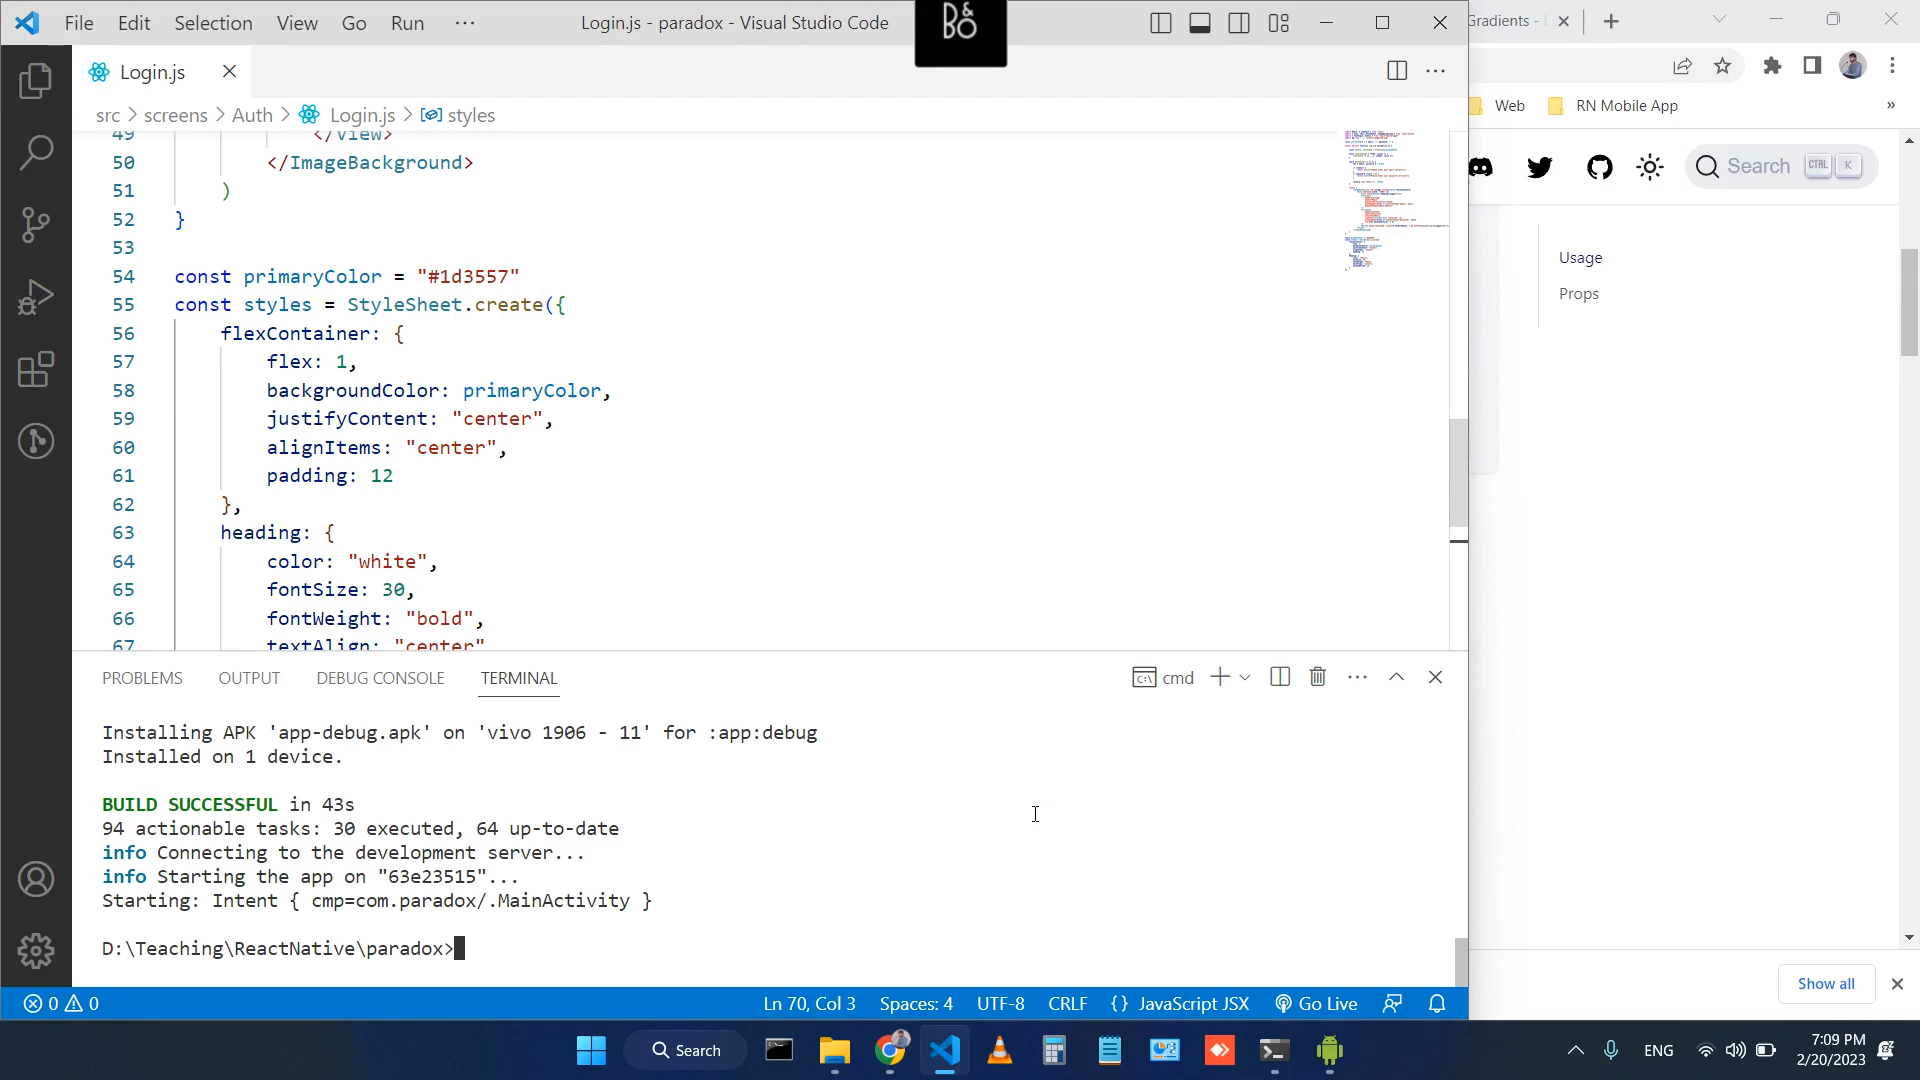 File Edit Selection View Go Run ··· Login.js - paradox - Visual Studio Code
B&O
Gradients -
Login.js
Web RN Mobile App »
src > screens > Auth > Login.js > styles
49 </View>
50 </ImageBackground>
51 )
52 }
53
54 const primaryColor = "#1d3557"
55 const styles = StyleSheet.create({
56 flexContainer: {
57 flex: 1,
58 backgroundColor: primaryColor,
59 justifyContent: "center",
60 alignItems: "center",
61 padding: 12
62 },
63 heading: {
64 color: "white",
65 fontSize: 30,
66 fontWeight: "bold",
67 textAlign: "center"
Search CTRL K
Usage
Props
PROBLEMS OUTPUT DEBUG CONSOLE TERMINAL cmd
Installing APK 'app-debug.apk' on 'vivo 1906 - 11' for :app:debug
Installed on 1 device.
BUILD SUCCESSFUL in 43s
94 actionable tasks: 30 executed, 64 up-to-date
info Connecting to the development server...
info Starting the app on "63e23515"...
Starting: Intent { cmp=com.paradox/.MainActivity }
D:\Teaching\ReactNative\paradox>
Show all
0 0 Ln 70, Col 3 Spaces: 4 UTF-8 CRLF {} JavaScript JSX Go Live
Search
ENG
7:09 PM
2/20/2023